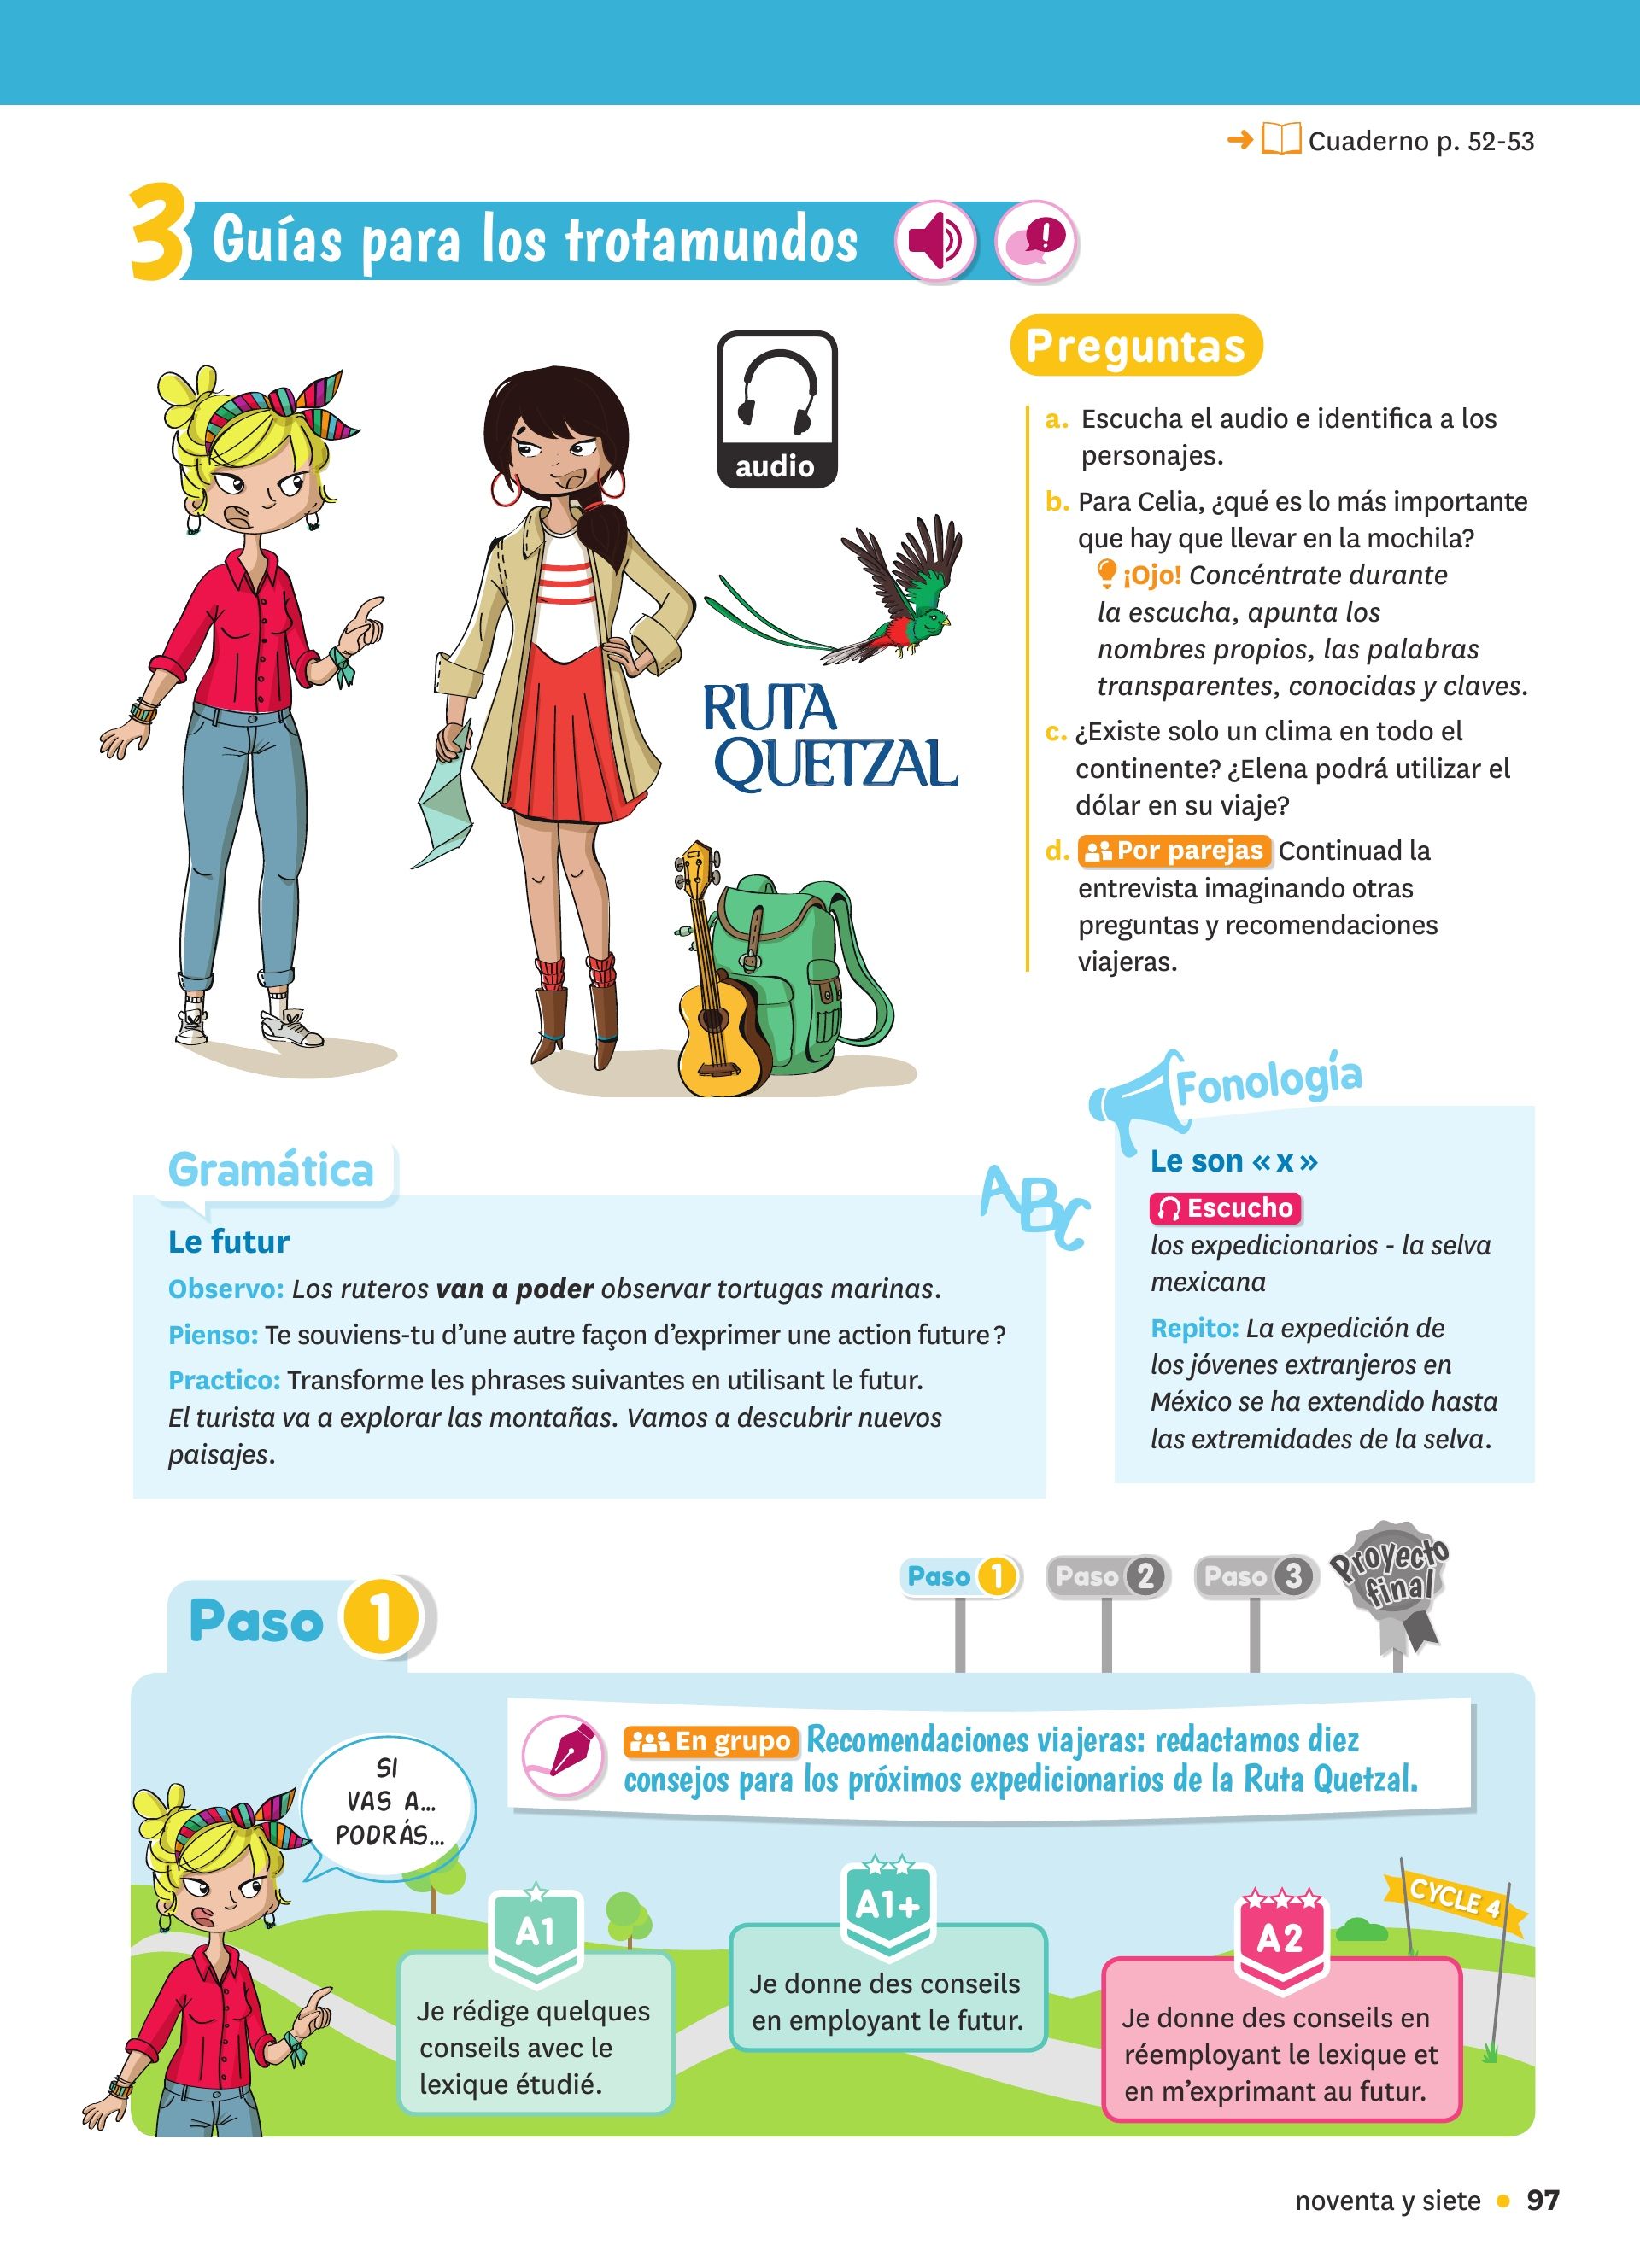 Cuaderno p. 52-53
3 Guías para los trotamundos
audio
RUTA
QUETZAL
Preguntas
a. Escucha el audio e identifica a los
personajes.
b. Para Celia, ¿qué es lo más importante
que hay que llevar en la mochila?
¡Ojo! Concéntrate durante
la escucha, apunta los
nombres propios, las palabras
transparentes, conocidas y claves.
c. ¿Existe solo un clima en todo el
continente? ¿Elena podrá utilizar el
dólar en su viaje?
d. Por parejas Continuad la
entrevista imaginando otras
preguntas y recomendaciones
viajeras.
Gramática
ABC
Le futur
Observo: Los ruteros van a poder observar tortugas marinas.
Pienso: Te souviens-tu d'une autre façon d'exprimer une action future ?
Practico: Transforme les phrases suivantes en utilisant le futur.
El turista va a explorar las montañas. Vamos a descubrir nuevos
paisajes.
Fonología
Le son « x »
Escucho
los expedicionarios - la selva
mexicana
Repito: La expedición de
los jóvenes extranjeros en
México se ha extendido hasta
las extremidades de la selva.
Paso 1
Paso 1
Paso 2
Paso 3
Proyecto
final
En grupo Recomendaciones viajeras: redactamos diez
consejos para los próximos expedicionarios de la Ruta Quetzal.
SI
VAS A...
PODRÁS...
A1
Je rédige quelques
conseils avec le
lexique étudié.
A1+
Je donne des conseils
en employant le futur.
A2
Je donne des conseils en
réemployant le lexique et
en m'exprimant au futur.
CYCLE 4
noventa y siete • 97